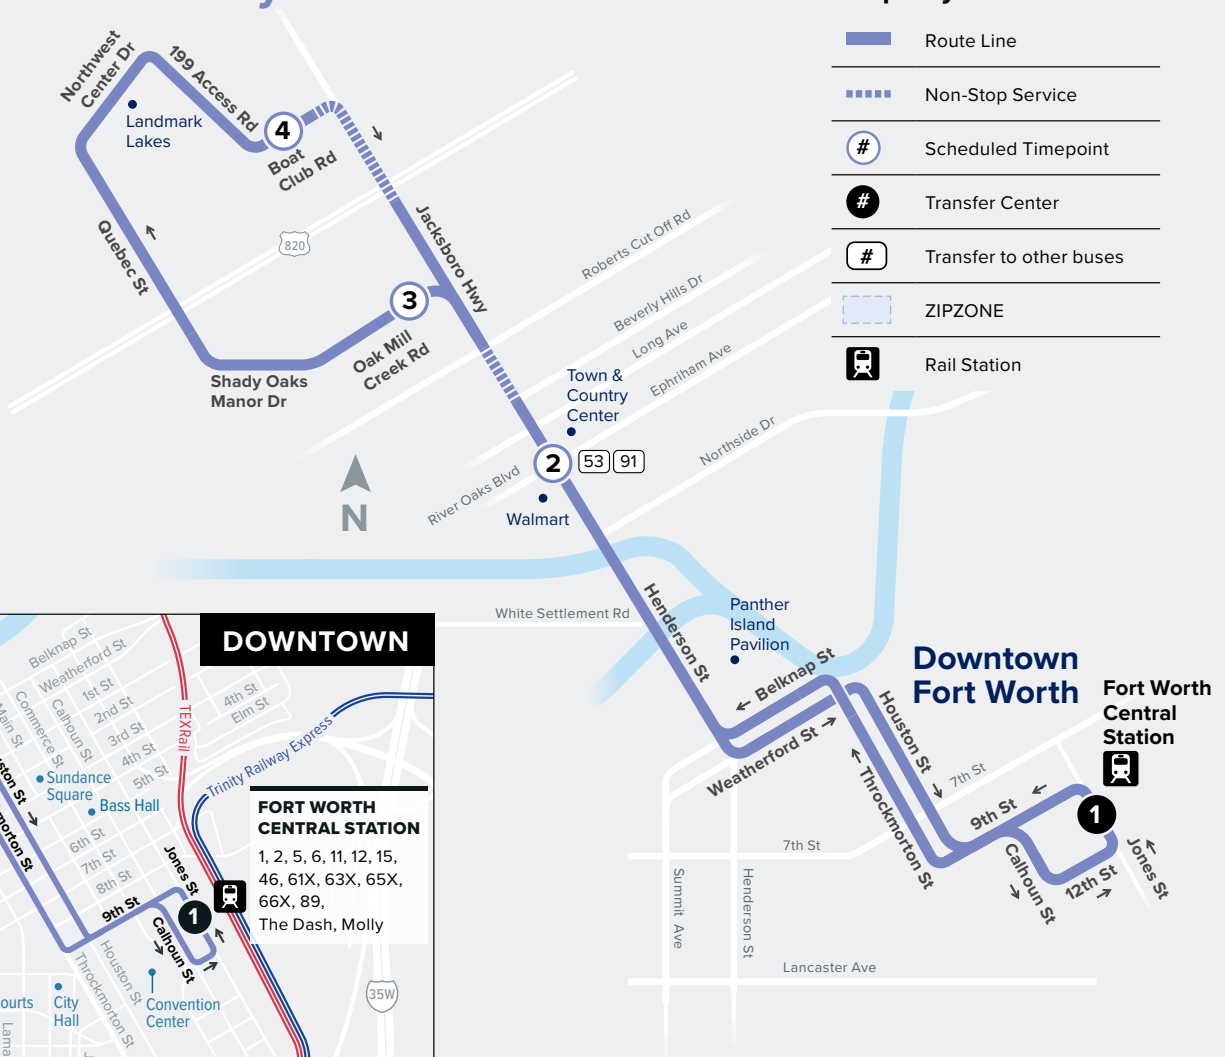 Route Line
Non-Stop Service
# Scheduled Timepoint
# Transfer Center
# Transfer to other buses
ZIPZONE
Rail Station
Northwest
Center Dr
199 Access Rd
Landmark
Lakes
4
Boat
Club Rd
Quebec St
820
Jacksboro Hwy
3
Oak Mill
Creek Rd
Shady Oaks
Manor Dr
Roberts Cut Off Rd
Beverly Hills Dr
Long Ave
Ephriham Ave
Town &
Country
Center
Northside Dr
2
53
91
River Oaks Blvd
Walmart
N
White Settlement Rd
Henderson St
Panther
Island
Pavilion
Belknap St
Weatherford St
Downtown
Fort Worth
Fort Worth
Central
Station
Houston St
Throckmorton St
7th St
9th St
1
Jones St
Calhoun St
12th St
7th St
Summit Ave
Henderson St
Lancaster Ave
DOWNTOWN
Belknap St
Weatherford St
1st St
2nd St
3rd St
4th St
5th St
Main St
Commerce St
Calhoun St
4th St
Elm St
TEXRail
Trinity Railway Express
Sundance
Square
Bass Hall
ston St
morton St
6th St
7th St
8th St
9th St
Jones St
Calhoun St
1
FORT WORTH
CENTRAL STATION
1, 2, 5, 6, 11, 12, 15,
46, 61X, 63X, 65X,
66X, 89,
The Dash, Molly
Houston St
Throckmorton St
35W
ourts
City
Hall
Convention
Center
Lama